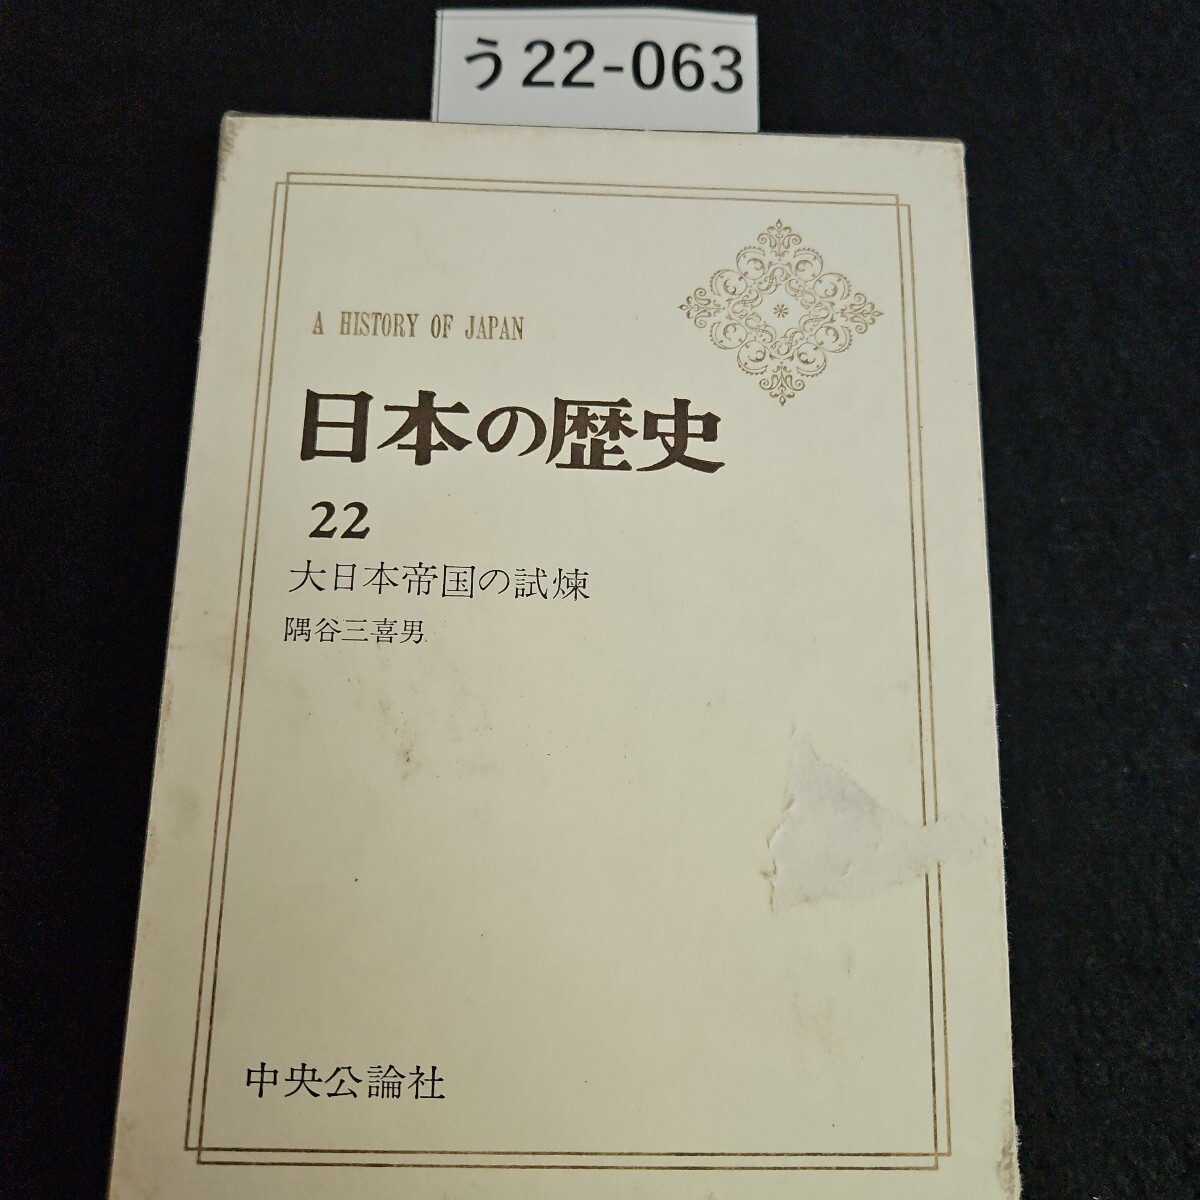 う22-063
A HISTORY OF JAPAN
日本の歴史
22
大日本帝国の試煉
隅谷三喜男
中央公論社